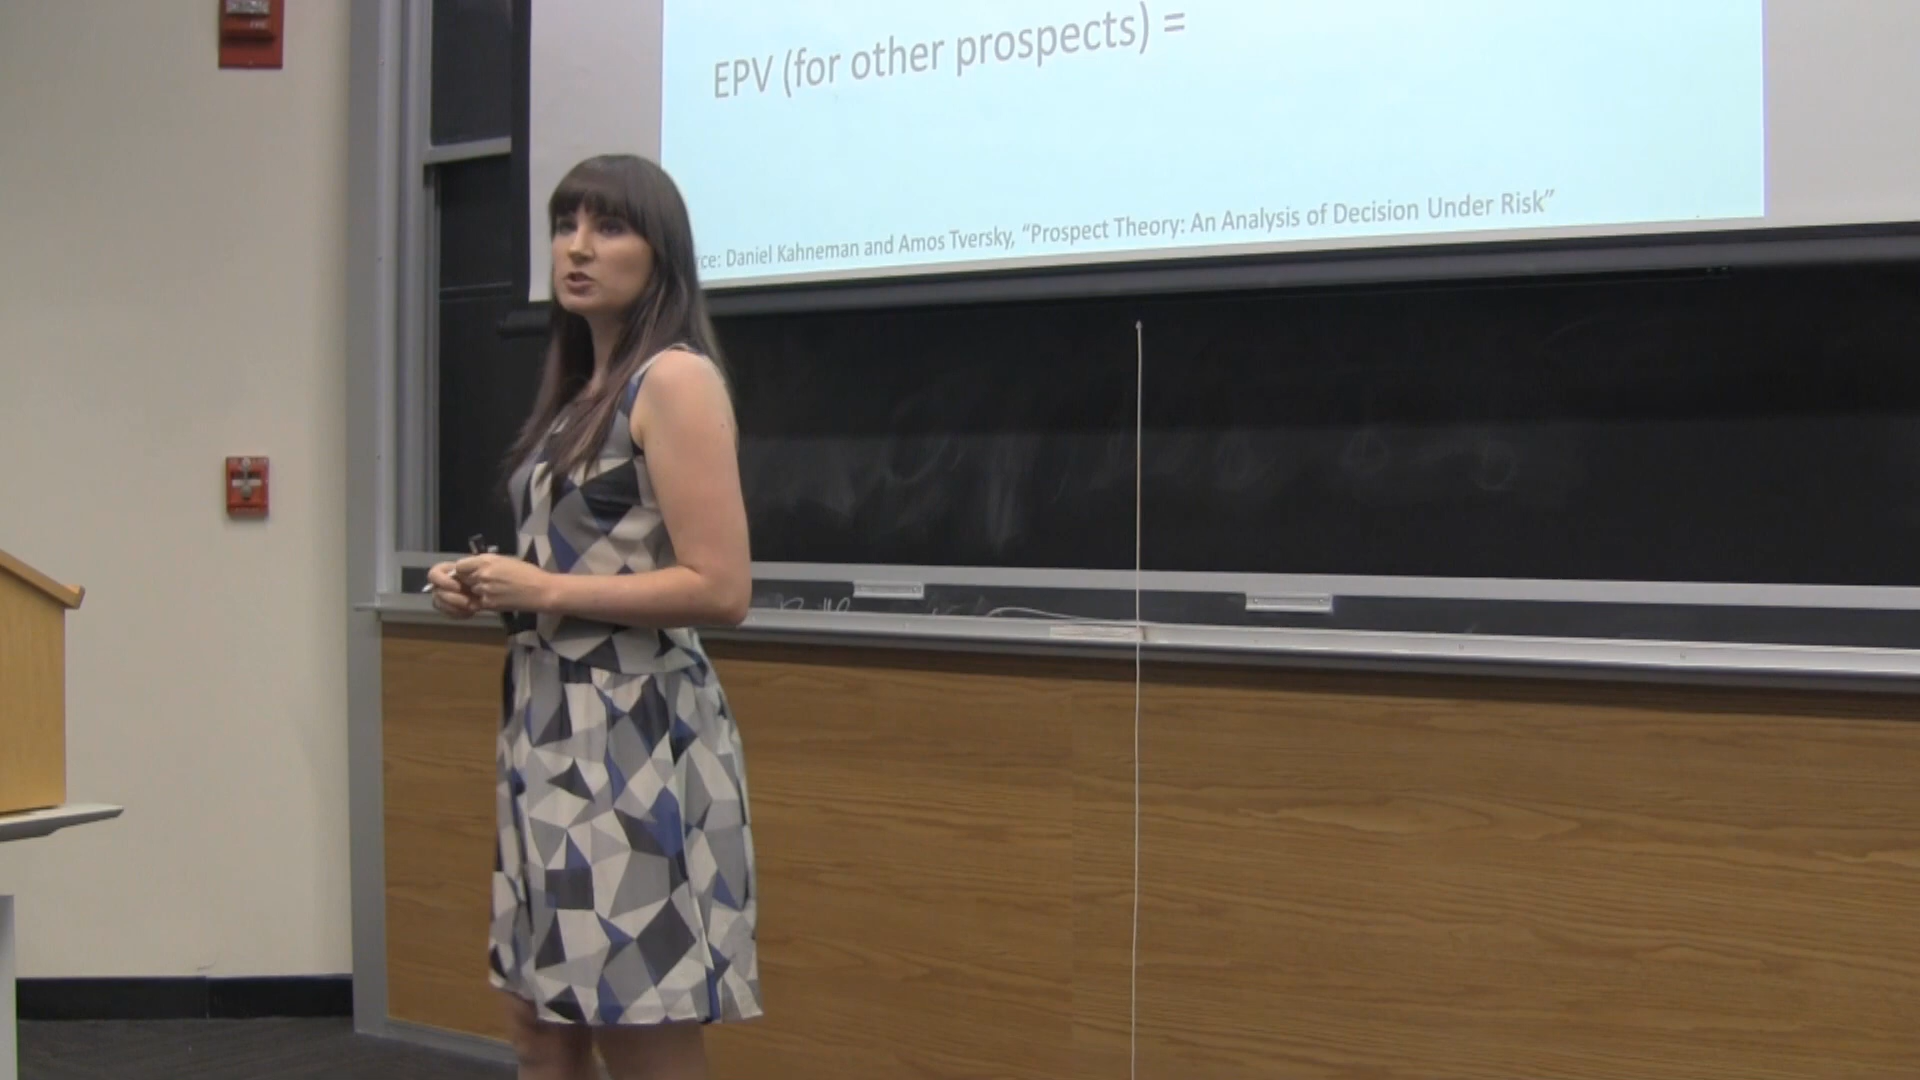 EPV (for other prospects) =
rce: Daniel Kahneman and Amos Tversky, “Prospect Theory: An Analysis of Decision Under Risk”